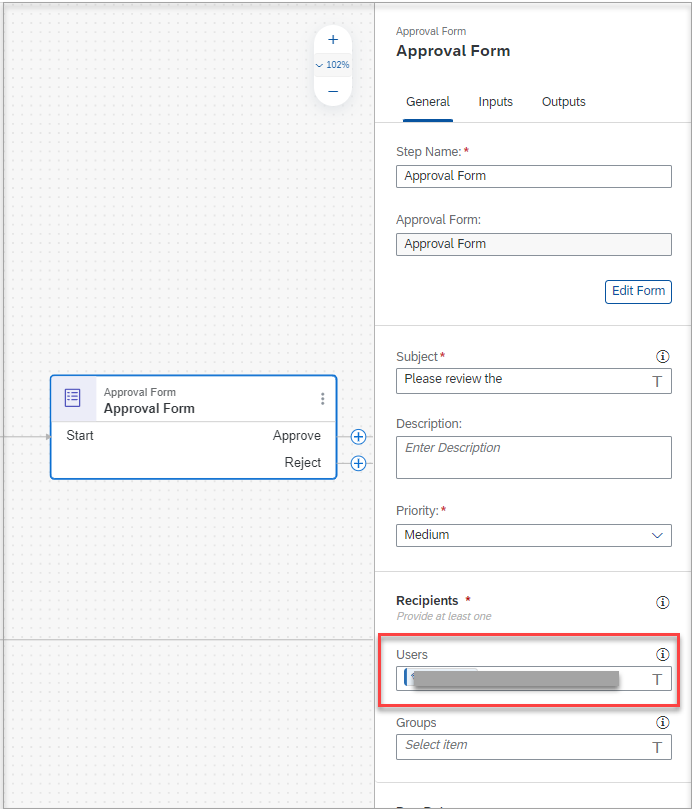 +
102%
−
Approval Form
Approval Form
Start
Approve
Reject
Approval Form
Approval Form
General Inputs Outputs
Step Name: *
Approval Form
Approval Form:
Approval Form
Edit Form
Subject *
Please review the
T
Description:
Enter Description
Priority: *
Medium
Recipients *
Provide at least one
Users
T
Groups
Select item
T